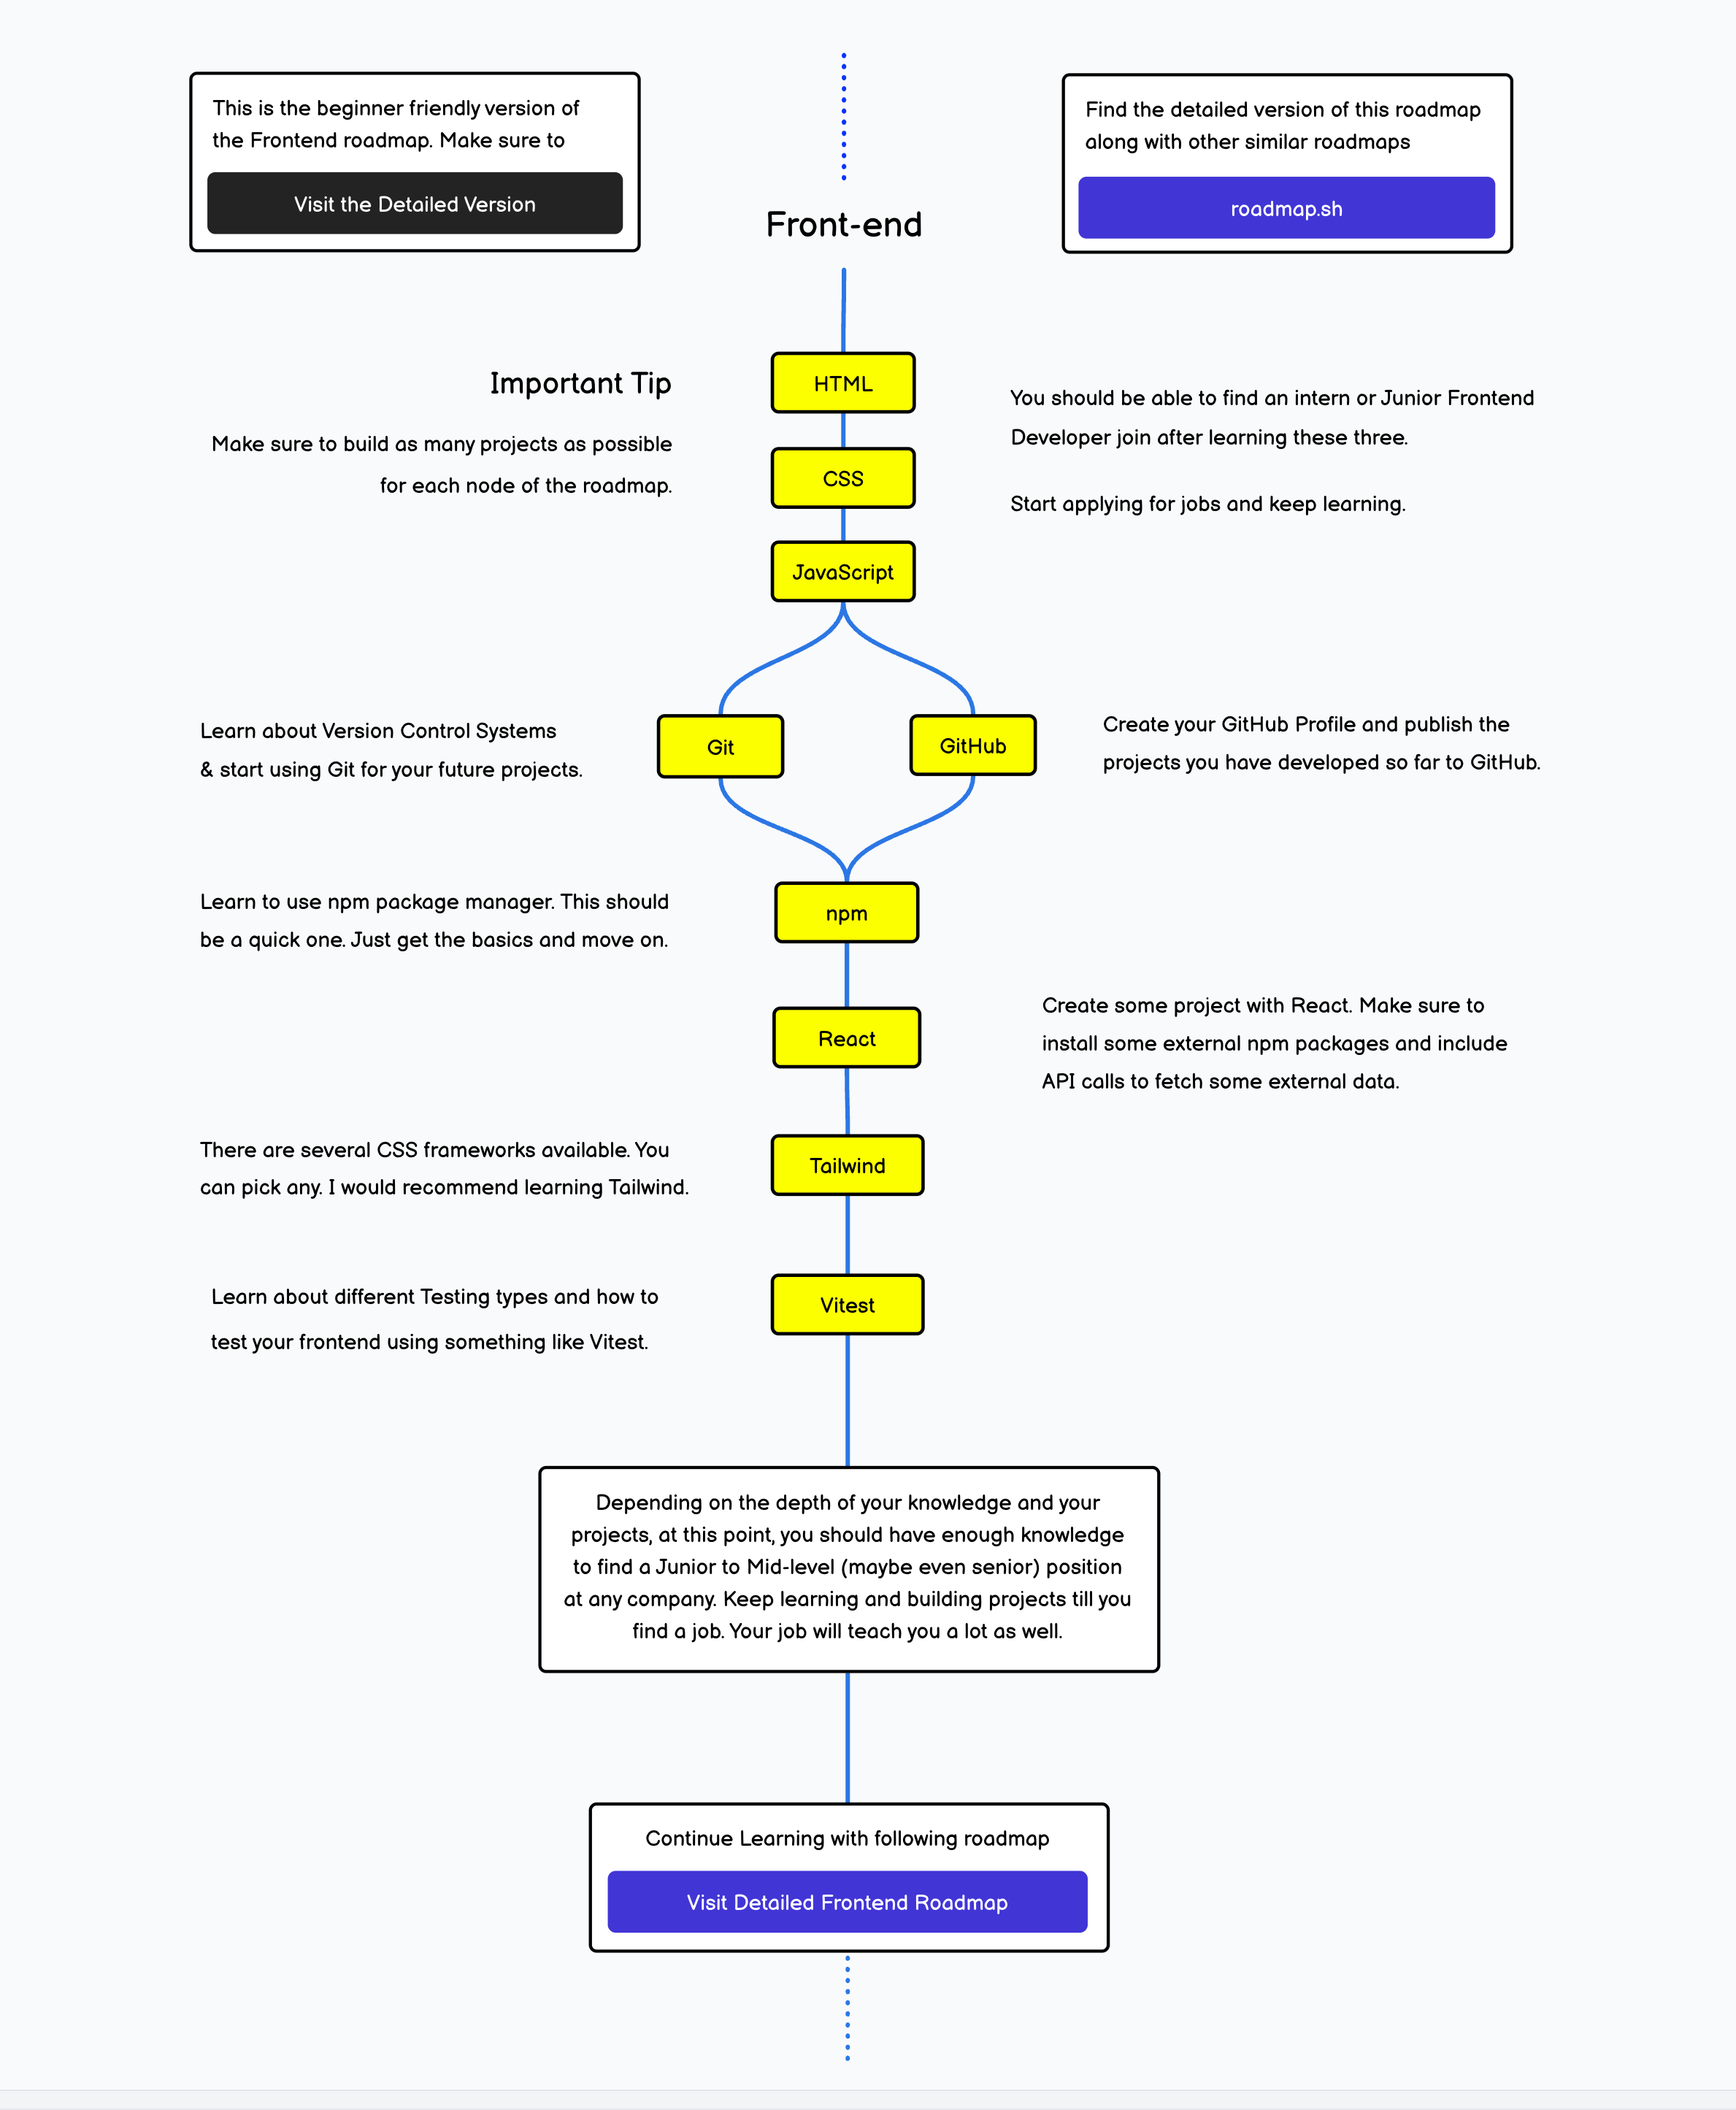 This is the beginner friendly version of
the Frontend roadmap. Make sure to
Visit the Detailed Version
Find the detailed version of this roadmap
along with other similar roadmaps
roadmap.sh
Front-end
Important Tip
Make sure to build as many projects as possible
for each node of the roadmap.
HTML
CSS
JavaScript
You should be able to find an intern or Junior Frontend
Developer join after learning these three.
Start applying for jobs and keep learning.
Learn about Version Control Systems
& start using Git for your future projects.
Git
GitHub
Create your GitHub Profile and publish the
projects you have developed so far to GitHub.
Learn to use npm package manager. This should
be a quick one. Just get the basics and move on.
npm
React
Create some project with React. Make sure to
install some external npm packages and include
API calls to fetch some external data.
There are several CSS frameworks available. You
can pick any. I would recommend learning Tailwind.
Tailwind
Learn about different Testing types and how to
test your frontend using something like Vitest.
Vitest
Depending on the depth of your knowledge and your
projects, at this point, you should have enough knowledge
to find a Junior to Mid-level (maybe even senior) position
at any company. Keep learning and building projects till you
find a job. Your job will teach you a lot as well.
Continue Learning with following roadmap
Visit Detailed Frontend Roadmap